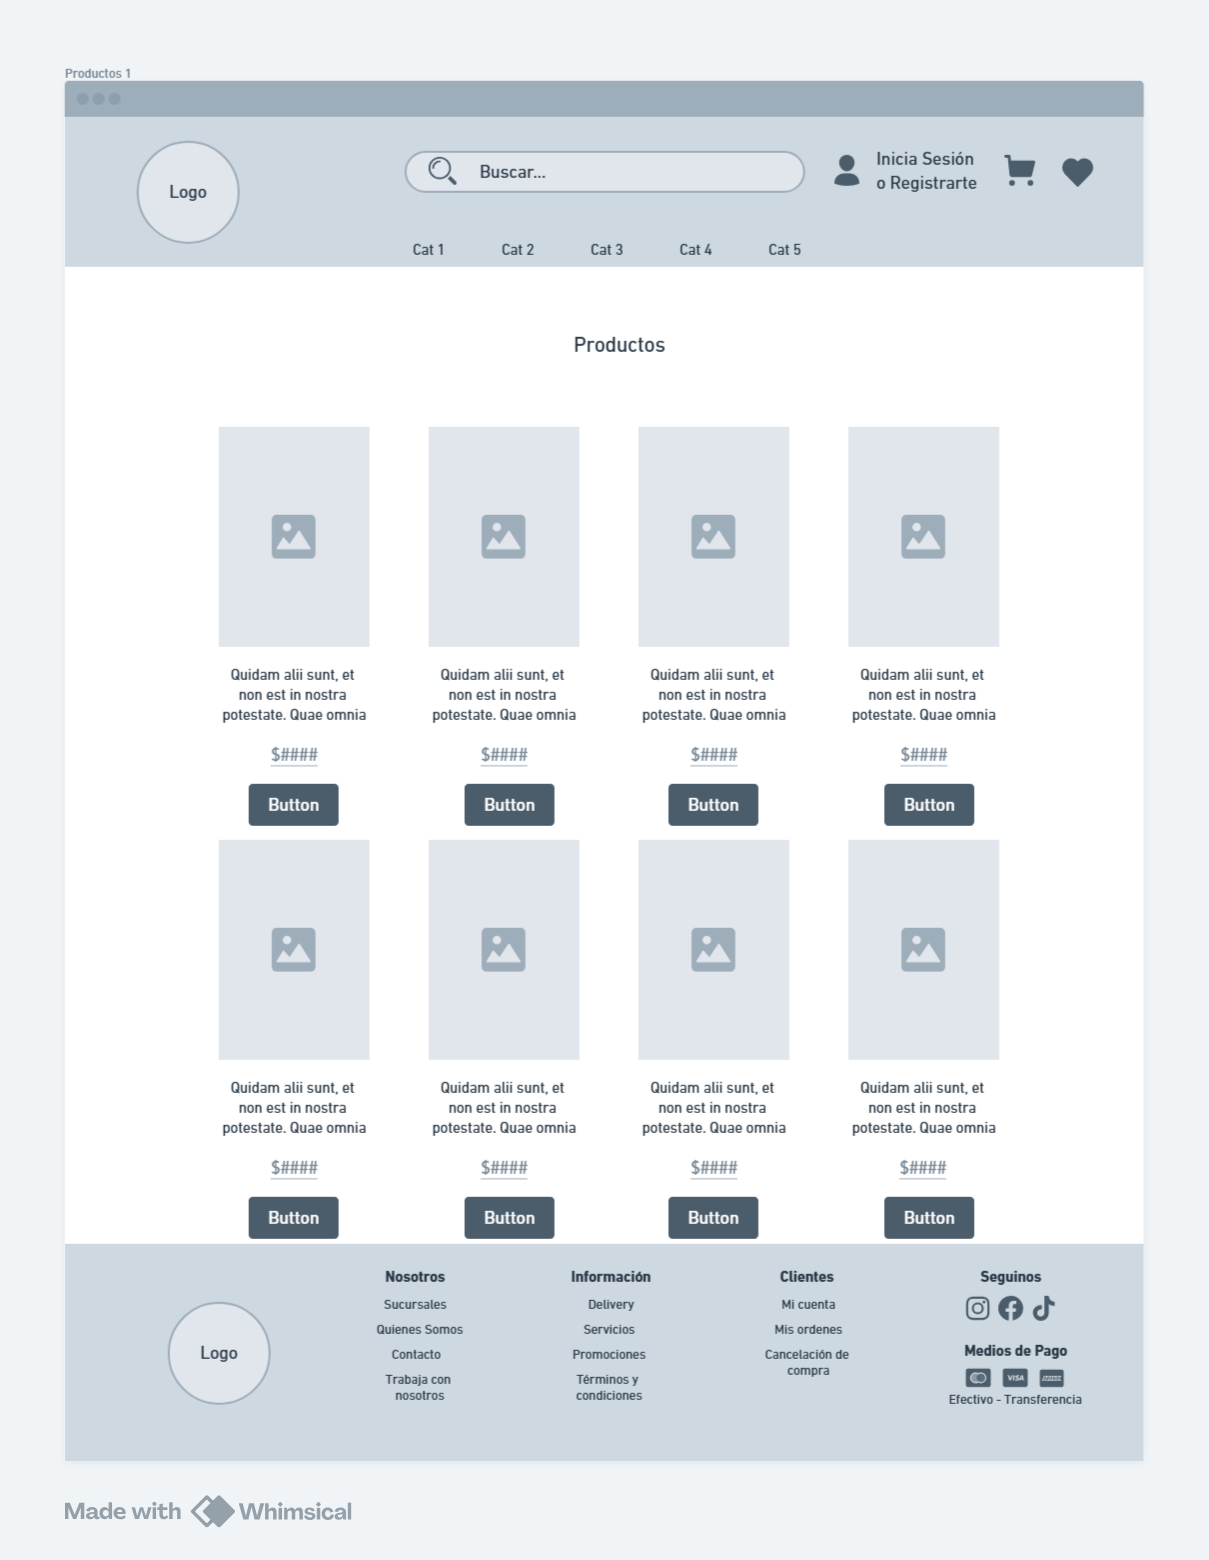 Productos 1
Logo
Buscar...
Inicia Sesión
o Registrarte
Cat 1 Cat 2 Cat 3 Cat 4 Cat 5
Productos
Quidam alii sunt, et
non est in nostra
potestate. Quae omnia
$####
Button
Quidam alii sunt, et
non est in nostra
potestate. Quae omnia
$####
Button
Quidam alii sunt, et
non est in nostra
potestate. Quae omnia
$####
Button
Quidam alii sunt, et
non est in nostra
potestate. Quae omnia
$####
Button
Quidam alii sunt, et
non est in nostra
potestate. Quae omnia
$####
Button
Quidam alii sunt, et
non est in nostra
potestate. Quae omnia
$####
Button
Quidam alii sunt, et
non est in nostra
potestate. Quae omnia
$####
Button
Quidam alii sunt, et
non est in nostra
potestate. Quae omnia
$####
Button
Logo
Nosotros
Sucursales
Quienes Somos
Contacto
Trabaja con
nosotros
Información
Delivery
Servicios
Promociones
Términos y
condiciones
Clientes
Mi cuenta
Mis ordenes
Cancelación de
compra
Seguinos
Medios de Pago
VISA
Efectivo - Transferencia
Made with Whimsical